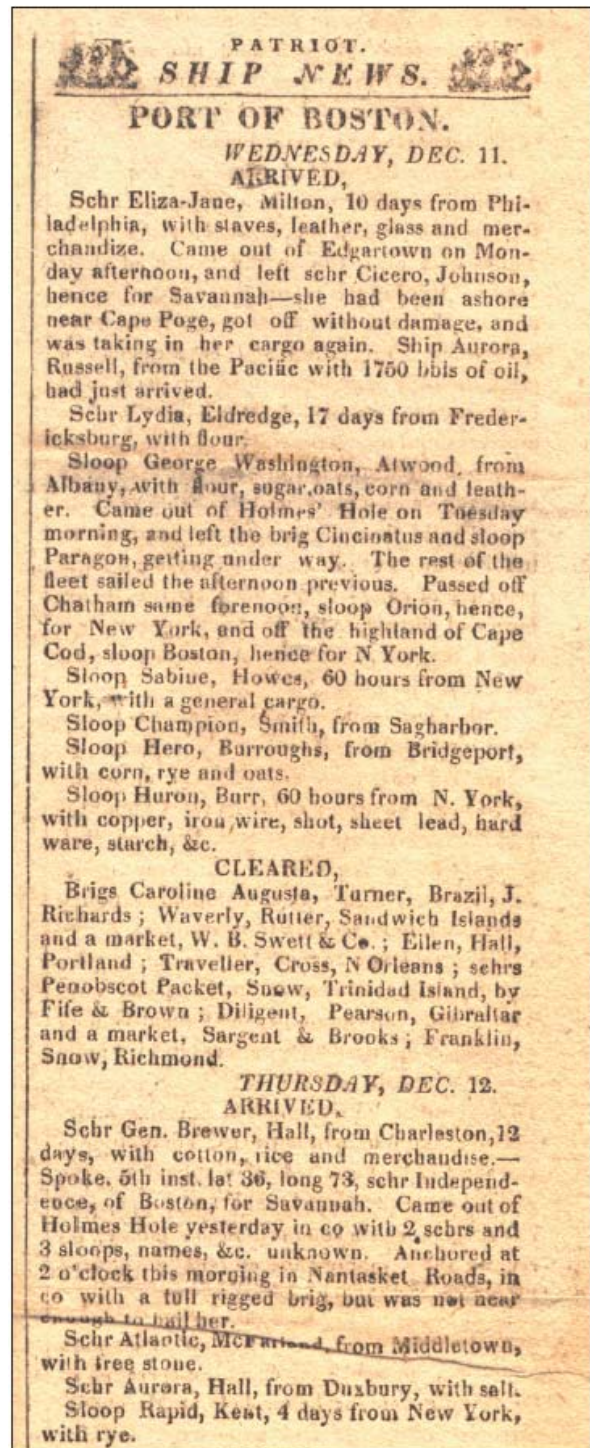 PATRIOT.
SHIP NEWS.
PORT OF BOSTON.
WEDNESDAY, DEC. 11.
ARRIVED,
Schr Eliza-Jane, Milton, 10 days from Phi-
ladelphia, with staves, leather, glass and mer-
chandize. Came out of Edgartown on Mon-
day afternoon, and left schr Cicero, Johnson,
hence for Savannah—she had been ashore
near Cape Poge, got off without damage, and
was taking in her cargo again. Ship Aurora,
Russell, from the Pacific with 1750 bbls of oil,
had just arrived.
Schr Lydia, Eldredge, 17 days from Freder-
icksburg, with flour.
Sloop George Washington, Atwood, from
Albany, with flour, sugar, oats, corn and leath-
er. Came out of Holmes' Hole on Tuesday
morning, and left the brig Cincinatus and sloop
Paragon, getting under way. The rest of the
fleet sailed the afternoon previous. Passed off
Chatham same forenoon, sloop Orion, hence,
for New York, and off the highland of Cape
Cod, sloop Boston, hence for N York.
Sloop Sabine, Howes, 60 hours from New
York, with a general cargo.
Sloop Champion, Smith, from Sagharbor.
Sloop Hero, Burroughs, from Bridgeport,
with corn, rye and oats.
Sloop Huron, Burr, 60 hours from N. York,
with copper, iron, wire, shot, sheet lead, hard
ware, starch, &c.
CLEARED,
Brigs Caroline Augusta, Turner, Brazil, J.
Richards ; Waverly, Rutter, Sandwich Islands
and a market, W. B. Swett & Co. ; Ellen, Hall,
Portland ; Traveller, Cross, N Orleans ; schrs
Penobscot Packet, Snow, Trinidad Island, by
Fife & Brown ; Diligent, Pearson, Gibraltar
and a market, Sargent & Brooks ; Franklin,
Snow, Richmond.
THURSDAY, DEC. 12.
ARRIVED.
Schr Gen. Brewer, Hall, from Charleston, 12
days, with cotton, rice and merchandise.—
Spoke, 5th inst. lat 36, long 73, schr Independ-
ence, of Boston, for Savannah. Came out of
Holmes Hole yesterday in co with 2 schrs and
3 sloops, names, &c. unknown. Anchored at
2 o'clock this morning in Nantasket Roads, in
co with a full rigged brig, but was not near
enough to hail her.
Schr Atlantic, McFarland, from Middletown,
with free stone.
Schr Aurora, Hall, from Duxbury, with salt.
Sloop Rapid, Kent, 4 days from New York,
with rye.